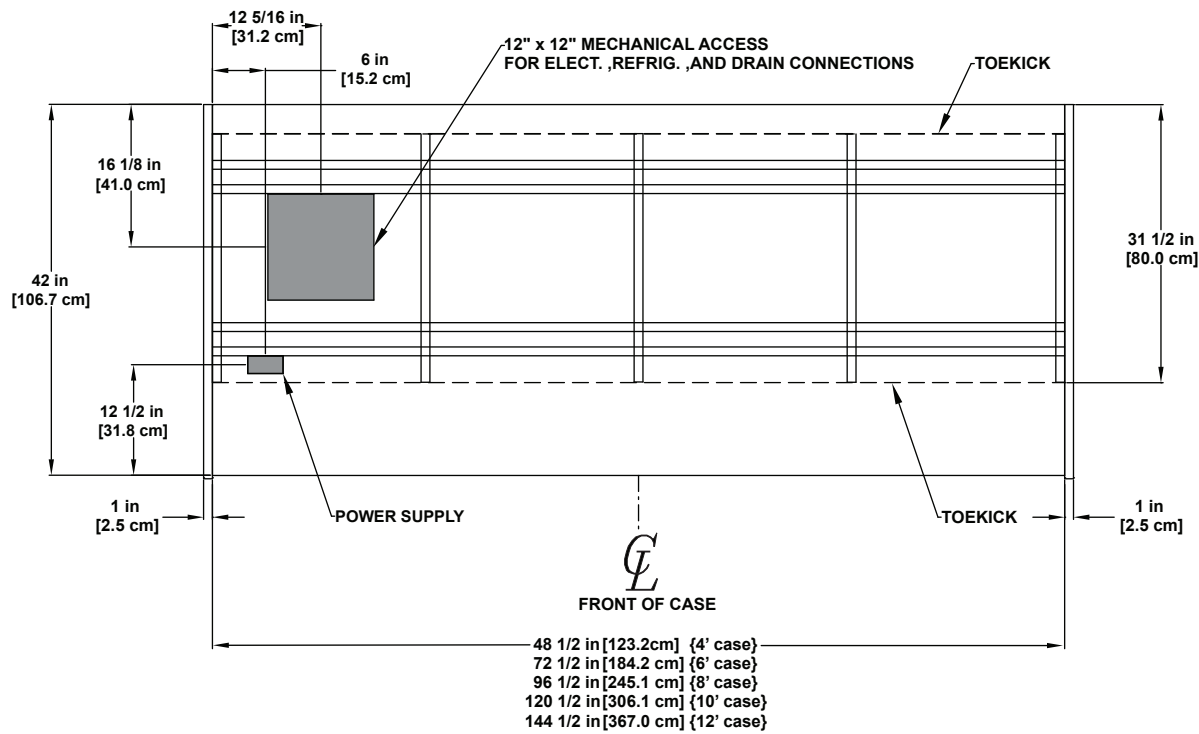 12 5/16 in
[31.2 cm]
12" x 12" MECHANICAL ACCESS
FOR ELECT. ,REFRIG. ,AND DRAIN CONNECTIONS
6 in
[15.2 cm]
TOEKICK
16 1/8 in
[41.0 cm]
31 1/2 in
[80.0 cm]
42 in
[106.7 cm]
12 1/2 in
[31.8 cm]
1 in
[2.5 cm]
POWER SUPPLY
TOEKICK
1 in
[2.5 cm]
CL
FRONT OF CASE
48 1/2 in[123.2cm] {4’ case}
72 1/2 in[184.2 cm] {6’ case}
96 1/2 in[245.1 cm] {8’ case}
120 1/2 in[306.1 cm] {10’ case}
144 1/2 in[367.0 cm] {12’ case}